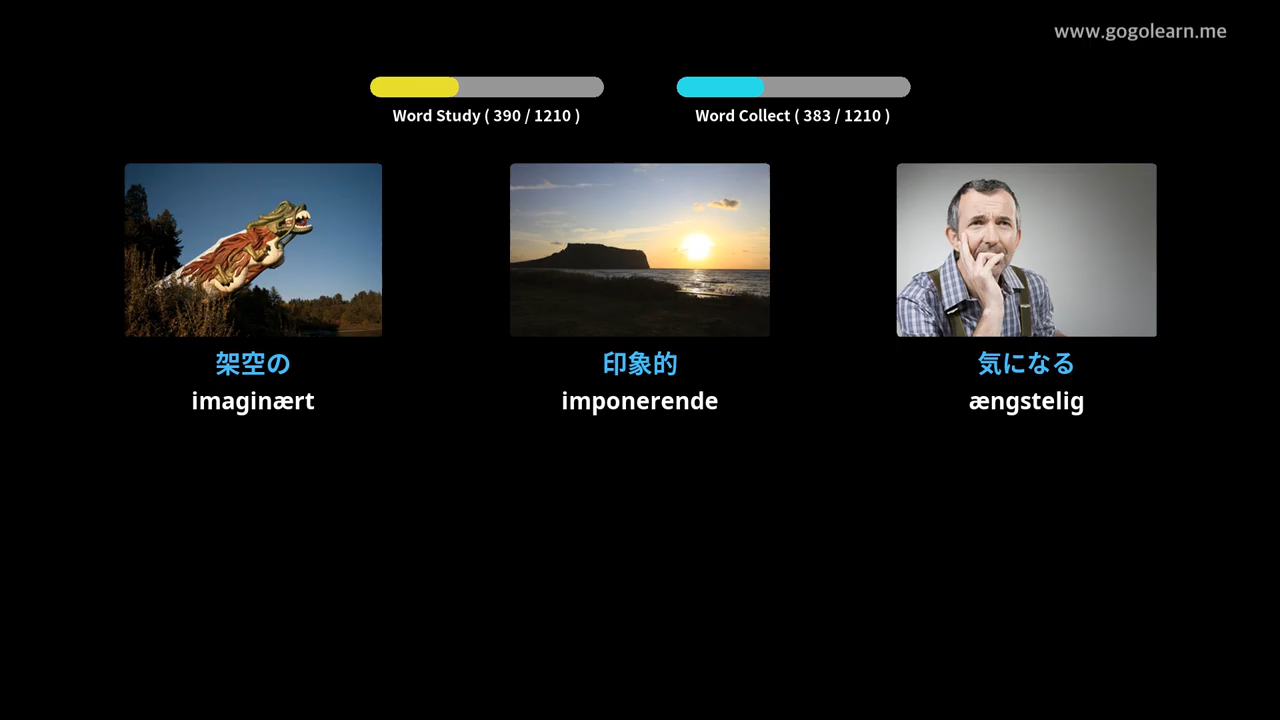 www.gogolearn.me
Word Study ( 390 / 1210 )
Word Collect ( 383 / 1210 )
架空の
imaginært
印象的
imponerende
気になる
ængstelig